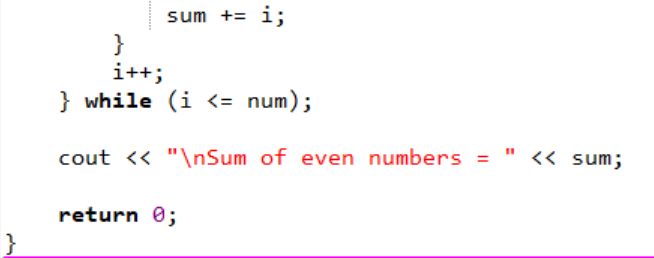 sum += i;
}
i++;
} while (i <= num);
cout << "\nSum of even numbers = " << sum;
return 0;
}